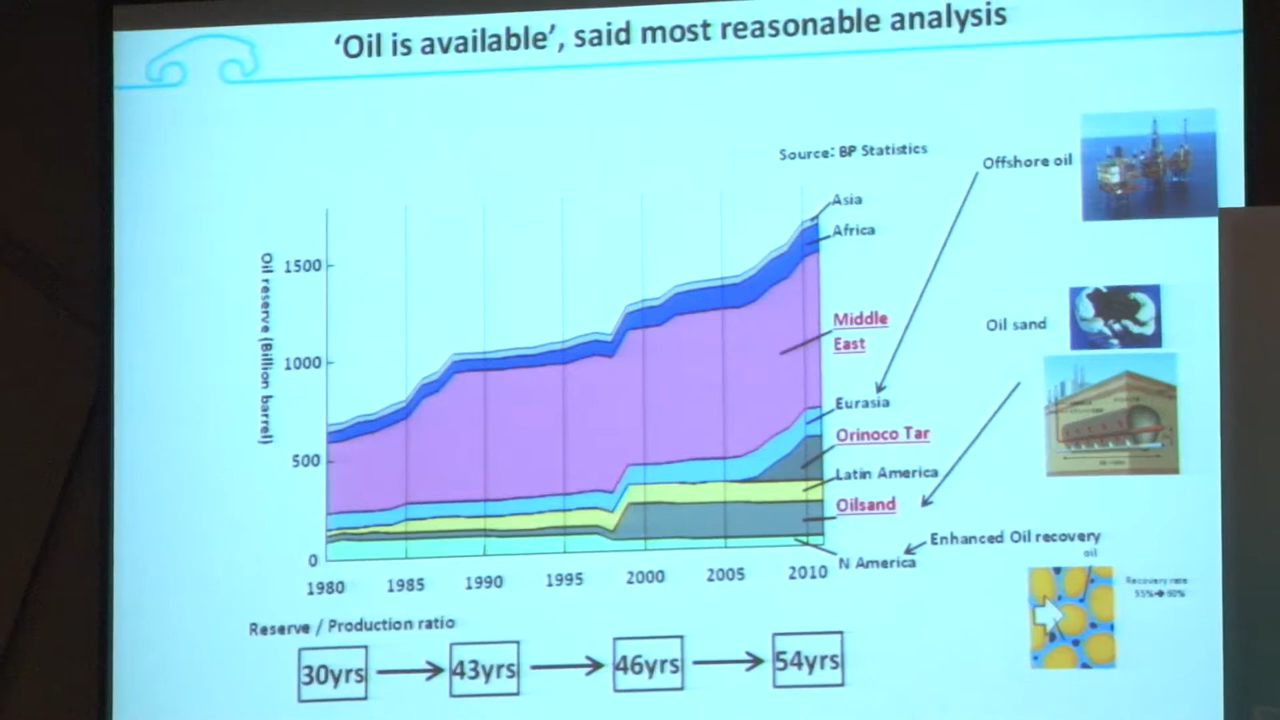 ‘Oil is available’, said most reasonable analysis
Source: BP Statistics
Offshore oil
Asia
Africa
Oil reserve (Billion barrel)
1500
1000
500
0
Middle
East
Oil sand
Eurasia
Orinoco Tar
Latin America
Oilsand
Enhanced Oil recovery
N America
oil
Recovery rate
1980 1985 1990 1995 2000 2005 2010
Reserve / Production ratio
30yrs 43yrs 46yrs 54yrs